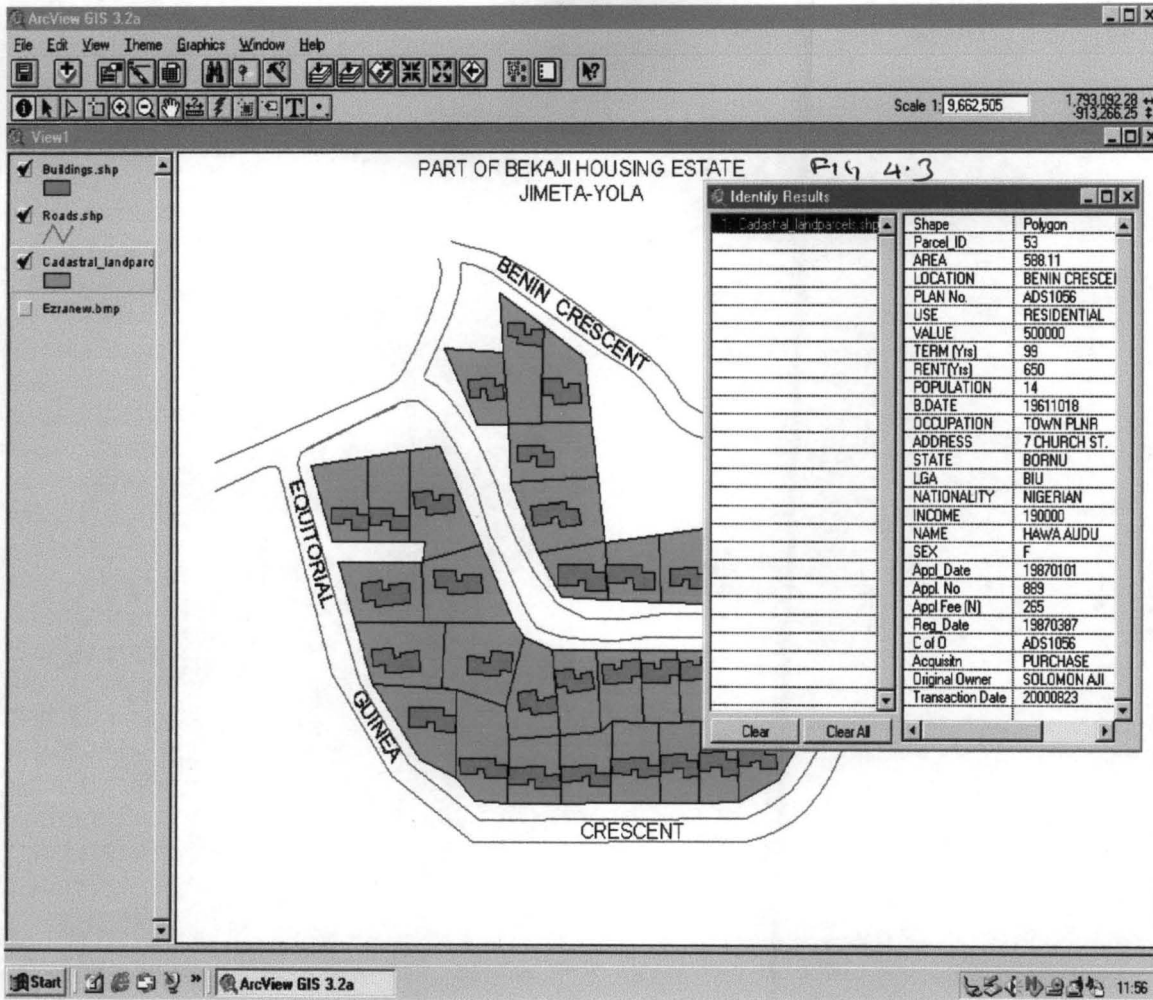 ArcView GIS 3.2a
File Edit View Theme Graphics Window Help
Scale 1: 9,662,505
1,793,092.28
-913,266.25
View1
Buildings.shp
Roads.shp
Cadastral_landparc
Ezranew.bmp
PART OF BEKAJI HOUSING ESTATE
JIMETA-YOLA
Fig 4.3
BENIN CRESCENT
EQUITORIAL
GUINEA
CRESCENT
Identify Results
1: Cadastral_landparcels.shp
Shape Polygon
Parcel_ID 53
AREA 588.11
LOCATION BENIN CRESCE
PLAN No. ADS1056
USE RESIDENTIAL
VALUE 500000
TERM (Yrs) 99
RENT(Yrs) 650
POPULATION 14
B.DATE 19611018
OCCUPATION TOWN PLNR
ADDRESS 7 CHURCH ST.
STATE BORNU
LGA BIU
NATIONALITY NIGERIAN
INCOME 190000
NAME HAWA AUDU
SEX F
Appl_Date 19870101
Appl. No 889
Appl Fee (N) 265
Reg_Date 19870387
C of O ADS1056
Acquisitn PURCHASE
Original Owner SOLOMON AJI
Transaction Date 20000823
Clear Clear All
Start ArcView GIS 3.2a 11:56